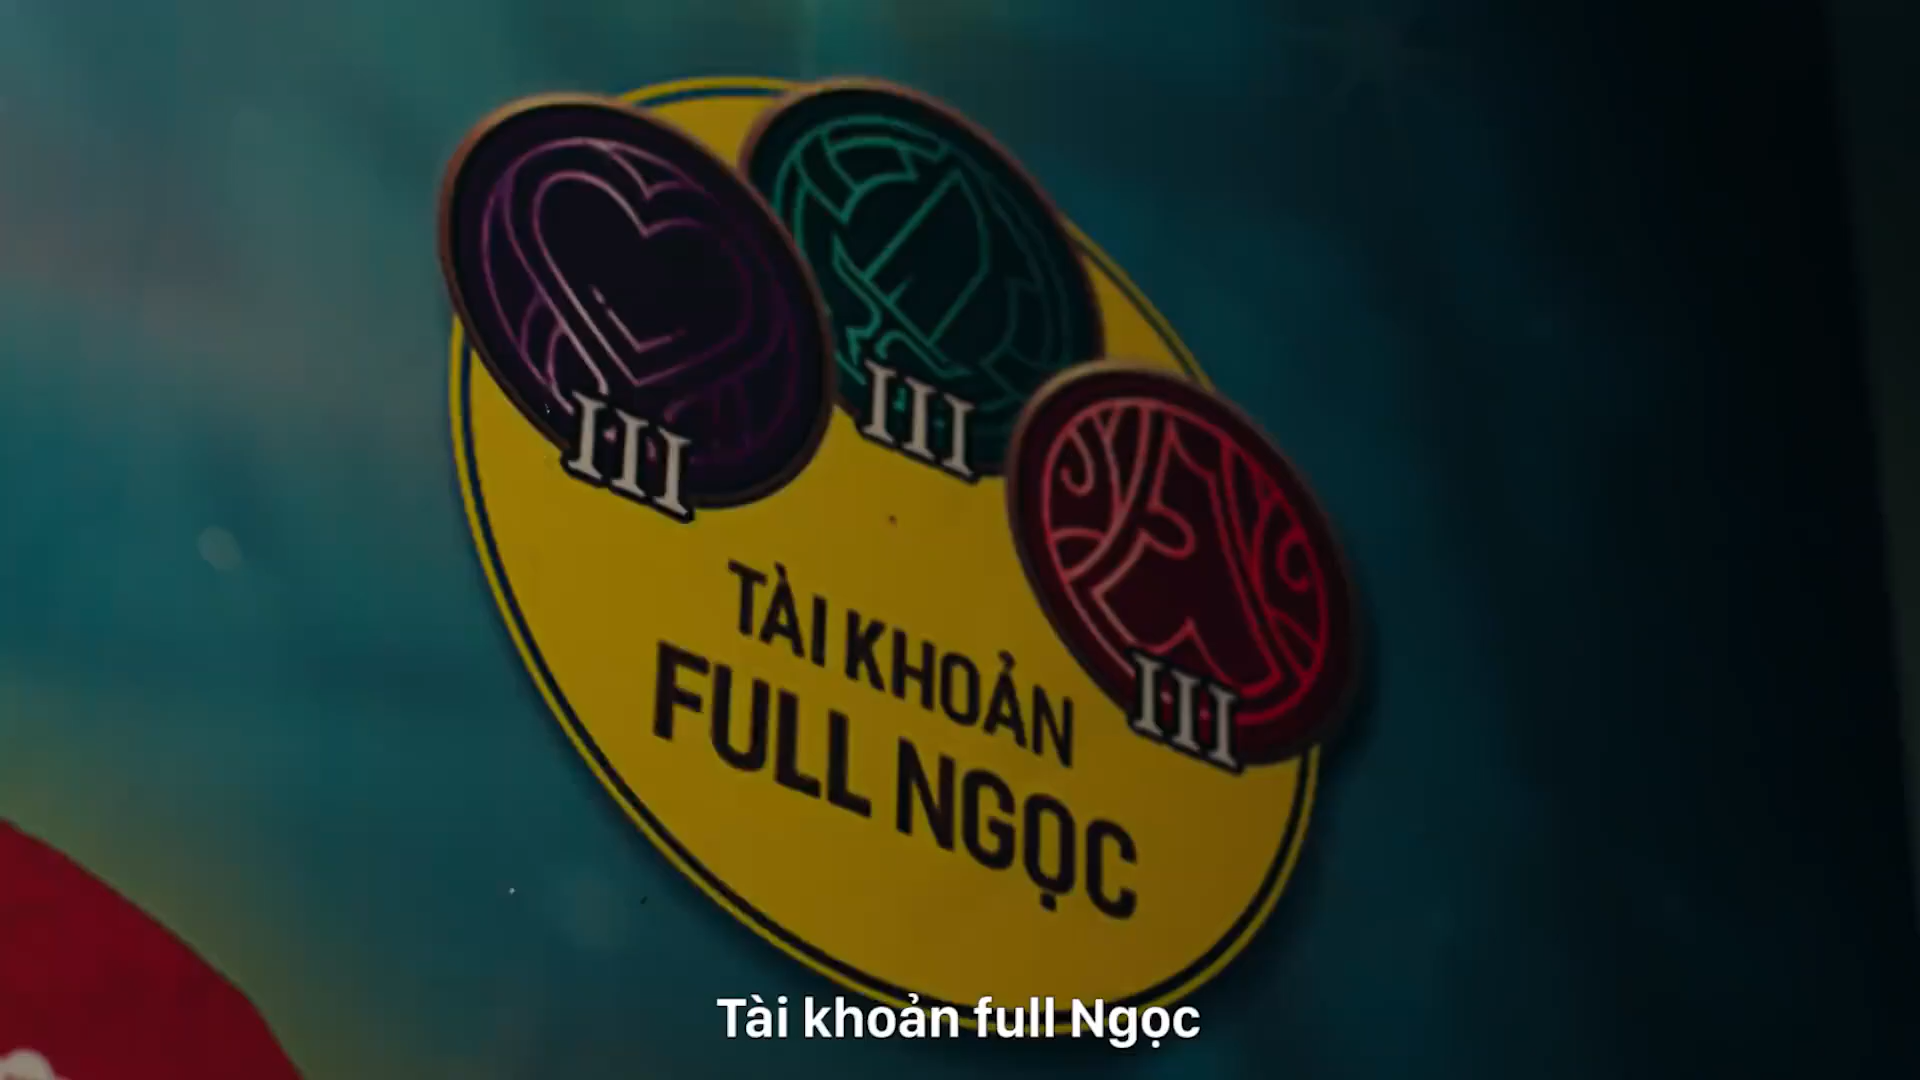 III
III
III
TÀI KHOẢN
FULL NGỌC
Tài khoản full Ngọc